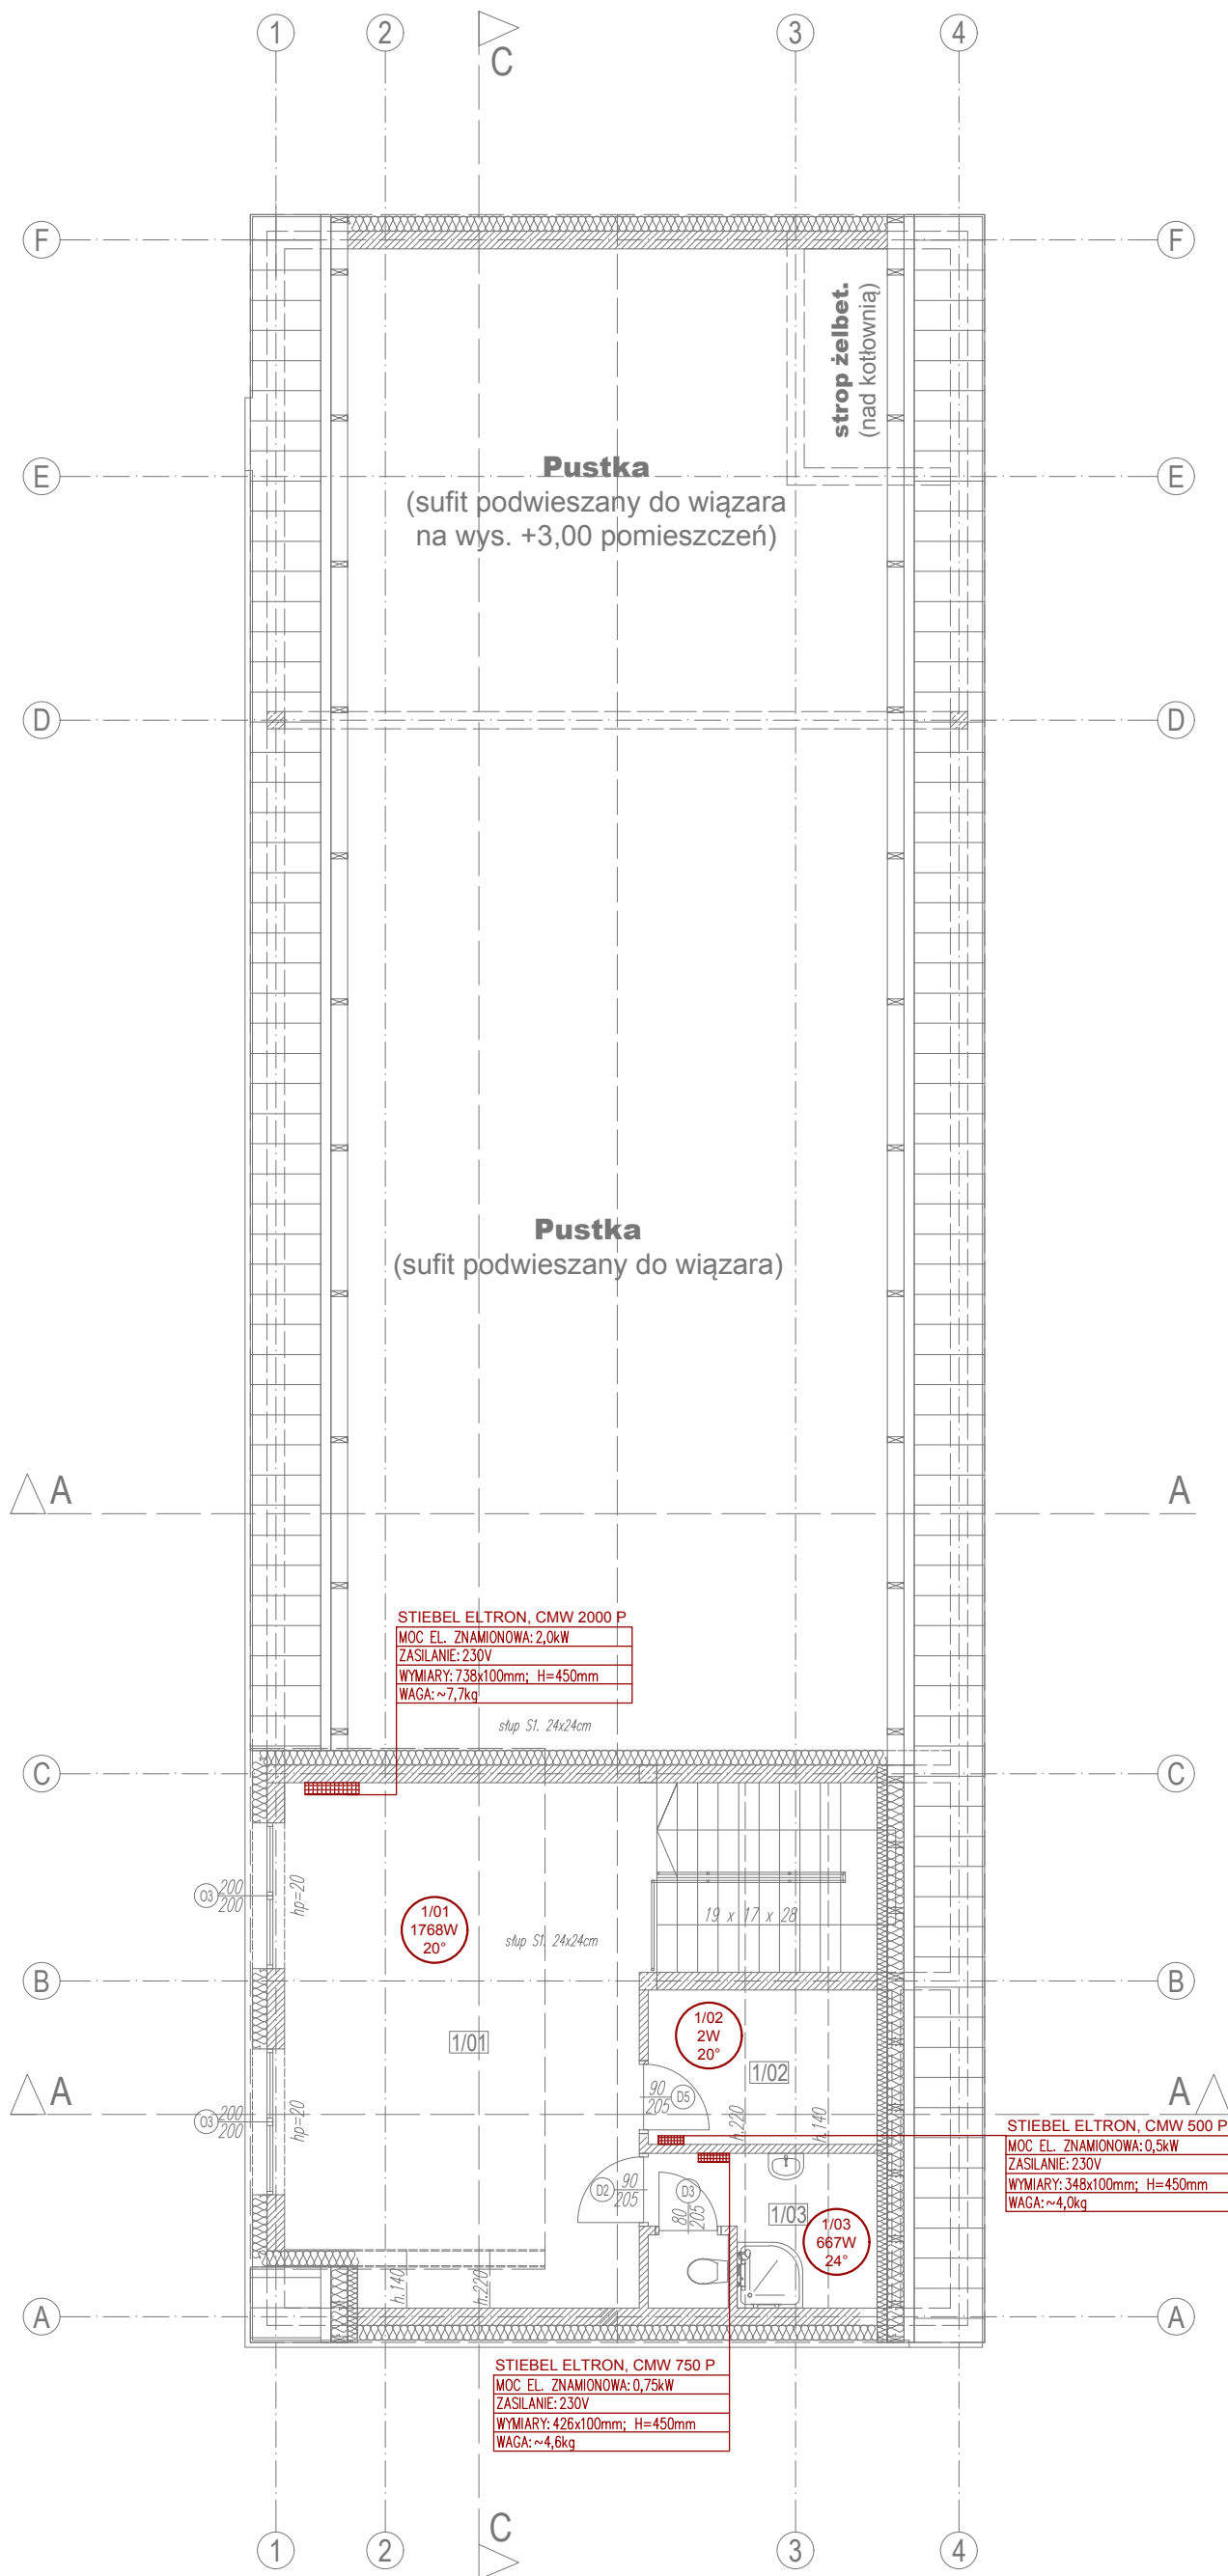 1
2
C
3
4
F
F
strop żelbet.
(nad kotłownią)
E
E
Pustka
(sufit podwieszany do wiązara
na wys. +3,00 pomieszczeń)
D
D
Pustka
(sufit podwieszany do wiązara)
A
A
STIEBEL ELTRON, CMW 2000 P
MOC EL. ZNAMIONOWA: 2,0kW
ZASILANIE: 230V
WYMIARY: 738x100mm; H=450mm
WAGA: ~7,7kg
słup S1. 24x24cm
C
C
O3
200
200
hp=20
1/01
1768W
20°
słup S1. 24x24cm
19 x 17 x 28
B
B
1/01
1/02
2W
20°
1/02
90
205
D5
h.220
h.140
A
A
O3
200
200
hp=20
STIEBEL ELTRON, CMW 500 P
MOC EL. ZNAMIONOWA: 0,5kW
ZASILANIE: 230V
WYMIARY: 348x100mm; H=450mm
WAGA: ~4,0kg
D2
90
205
D3
80
205
1/03
1/03
667W
24°
h.140
h.220
A
A
STIEBEL ELTRON, CMW 750 P
MOC EL. ZNAMIONOWA: 0,75kW
ZASILANIE: 230V
WYMIARY: 426x100mm; H=450mm
WAGA: ~4,6kg
1
2
C
3
4